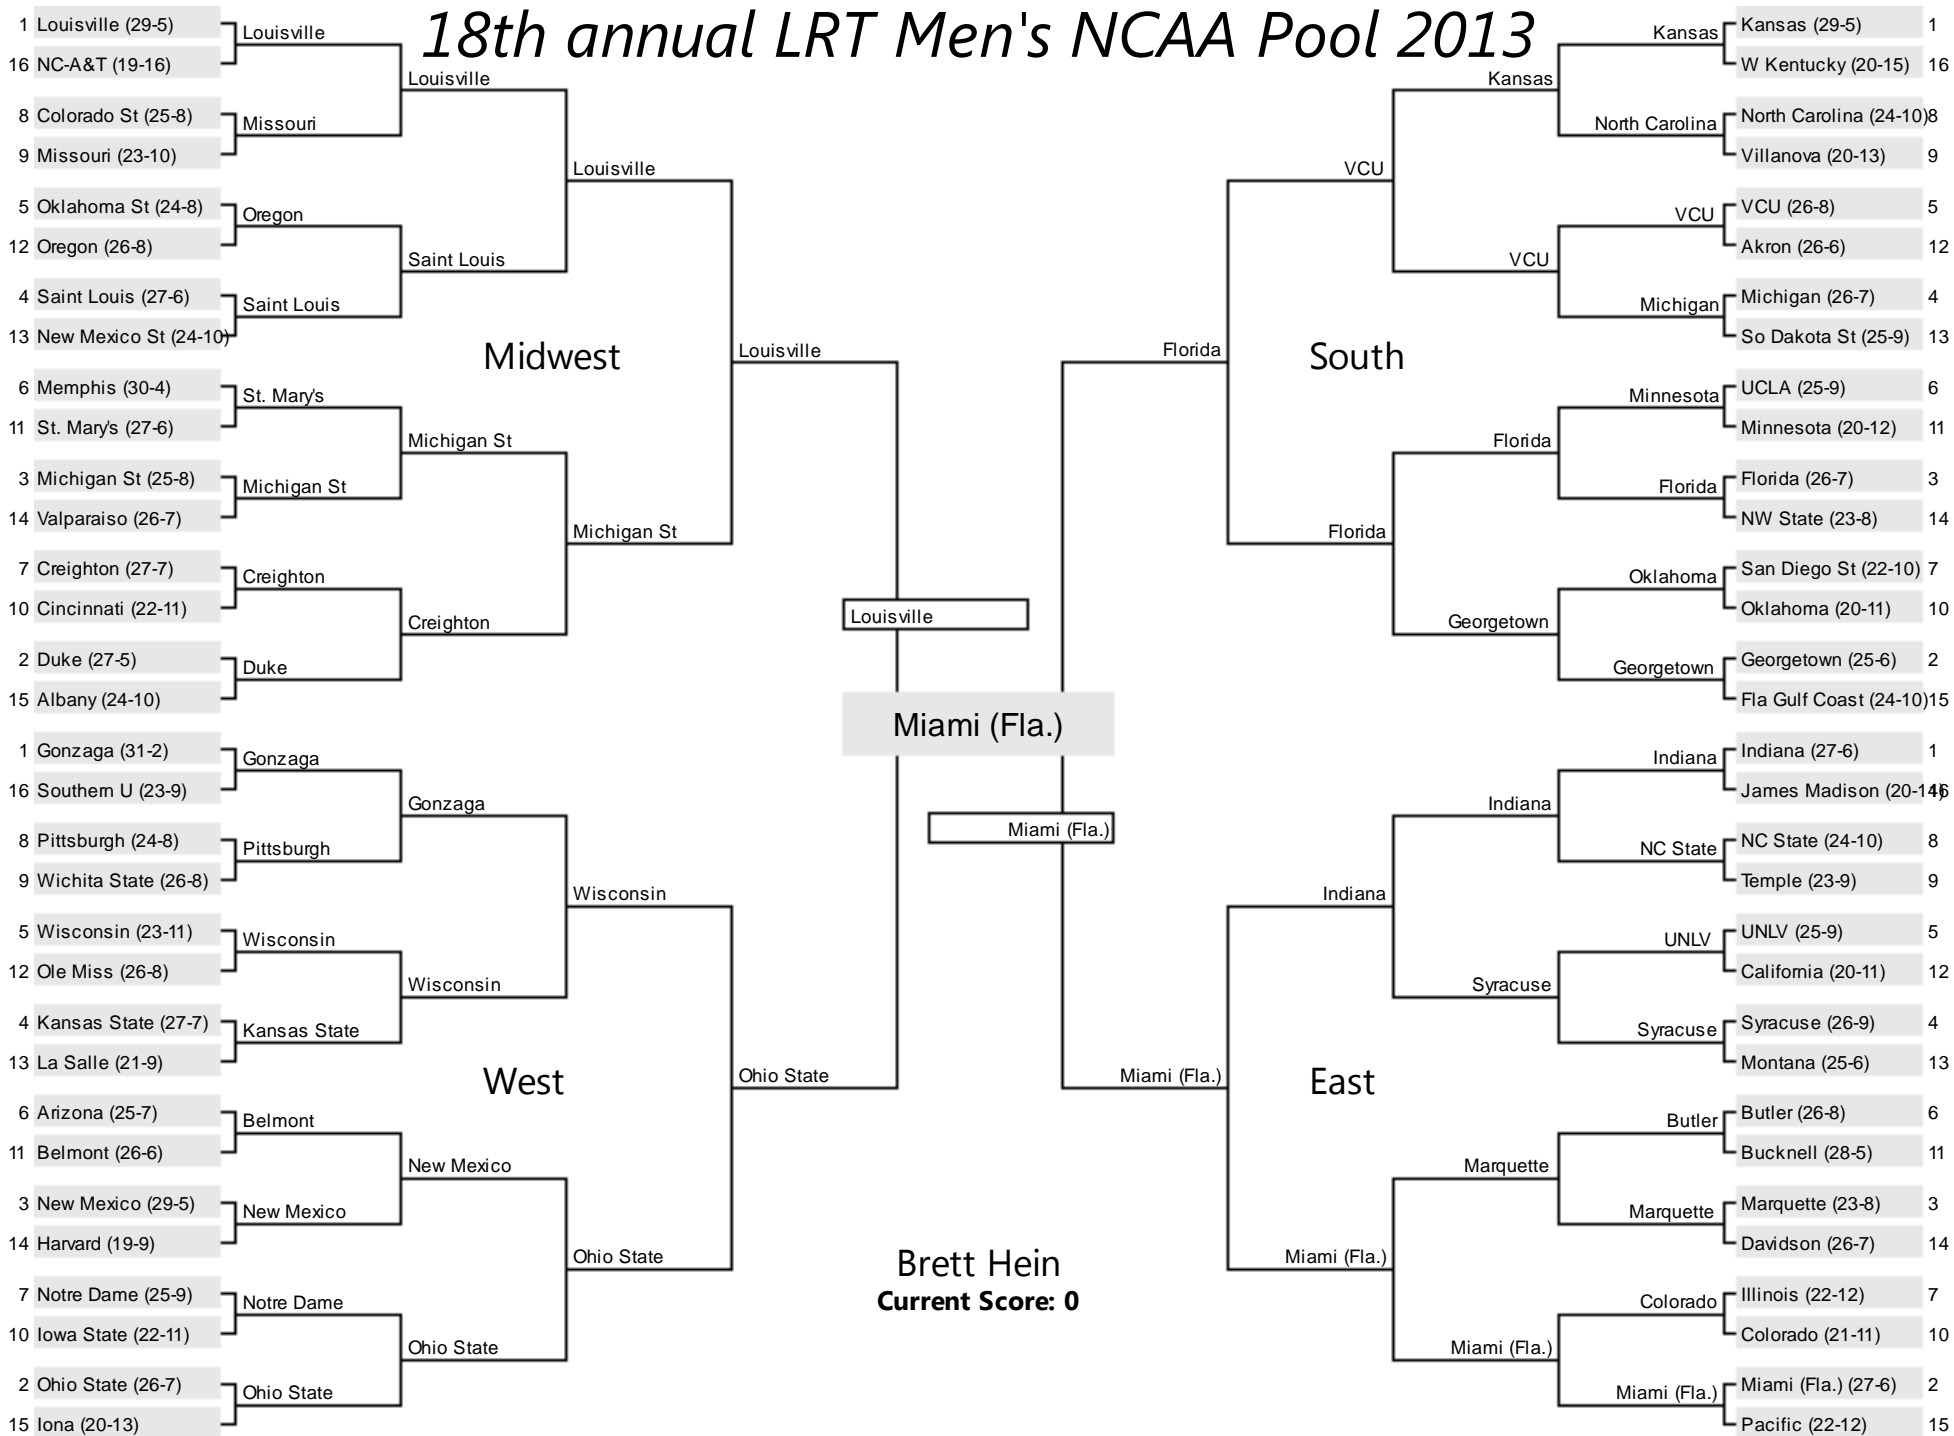 18th annual LRT Men's NCAA Pool 2013
1 Louisville (29-5)
16 NC-A&T (19-16)
8 Colorado St (25-8)
9 Missouri (23-10)
5 Oklahoma St (24-8)
12 Oregon (26-8)
4 Saint Louis (27-6)
13 New Mexico St (24-10)
6 Memphis (30-4)
11 St. Mary's (27-6)
3 Michigan St (25-8)
14 Valparaiso (26-7)
7 Creighton (27-7)
10 Cincinnati (22-11)
2 Duke (27-5)
15 Albany (24-10)
Louisville
Missouri
Oregon
Saint Louis
St. Mary's
Michigan St
Creighton
Duke
Louisville
Saint Louis
Michigan St
Creighton
Louisville
Michigan St
Louisville
Midwest
1 Gonzaga (31-2)
16 Southern U (23-9)
8 Pittsburgh (24-8)
9 Wichita State (26-8)
5 Wisconsin (23-11)
12 Ole Miss (26-8)
4 Kansas State (27-7)
13 La Salle (21-9)
6 Arizona (25-7)
11 Belmont (26-6)
3 New Mexico (29-5)
14 Harvard (19-9)
7 Notre Dame (25-9)
10 Iowa State (22-11)
2 Ohio State (26-7)
15 Iona (20-13)
Gonzaga
Pittsburgh
Wisconsin
Kansas State
Belmont
New Mexico
Notre Dame
Ohio State
Gonzaga
Wisconsin
New Mexico
Ohio State
Wisconsin
Ohio State
Ohio State
West
Louisville
Miami (Fla.)
Miami (Fla.)
Brett Hein
Current Score: 0
Kansas (29-5) 1
W Kentucky (20-15) 16
North Carolina (24-10) 8
Villanova (20-13) 9
VCU (26-8) 5
Akron (26-6) 12
Michigan (26-7) 4
So Dakota St (25-9) 13
UCLA (25-9) 6
Minnesota (20-12) 11
Florida (26-7) 3
NW State (23-8) 14
San Diego St (22-10) 7
Oklahoma (20-11) 10
Georgetown (25-6) 2
Fla Gulf Coast (24-10) 15
Kansas
North Carolina
VCU
Michigan
Minnesota
Florida
Oklahoma
Georgetown
Kansas
VCU
Florida
Georgetown
VCU
Florida
Florida
South
Indiana (27-6) 1
James Madison (20-14) 16
NC State (24-10) 8
Temple (23-9) 9
UNLV (25-9) 5
California (20-11) 12
Syracuse (26-9) 4
Montana (25-6) 13
Butler (26-8) 6
Bucknell (28-5) 11
Marquette (23-8) 3
Davidson (26-7) 14
Illinois (22-12) 7
Colorado (21-11) 10
Miami (Fla.) (27-6) 2
Pacific (22-12) 15
Indiana
NC State
UNLV
Syracuse
Butler
Marquette
Colorado
Miami (Fla.)
Indiana
Syracuse
Marquette
Miami (Fla.)
Indiana
Miami (Fla.)
Miami (Fla.)
East